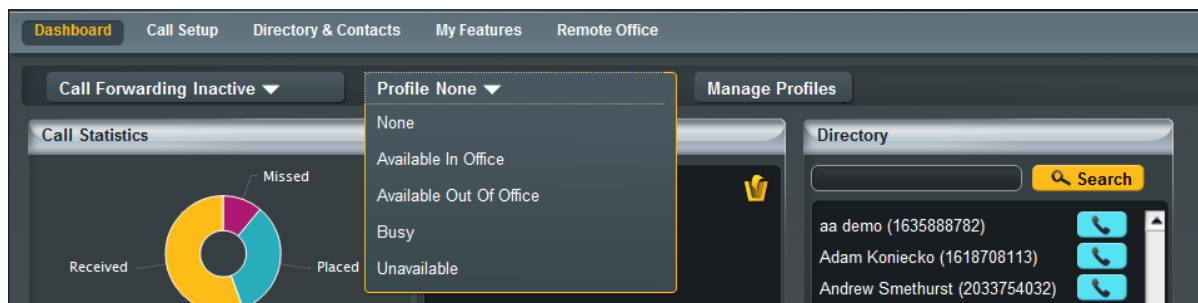 Dashboard Call Setup Directory & Contacts My Features Remote Office
Call Forwarding Inactive Profile None Manage Profiles
None
Available In Office
Available Out Of Office
Busy
Unavailable
Call Statistics
Missed
Received Placed
Directory
Search
aa demo (1635888782)
Adam Koniecko (1618708113)
Andrew Smethurst (2033754032)